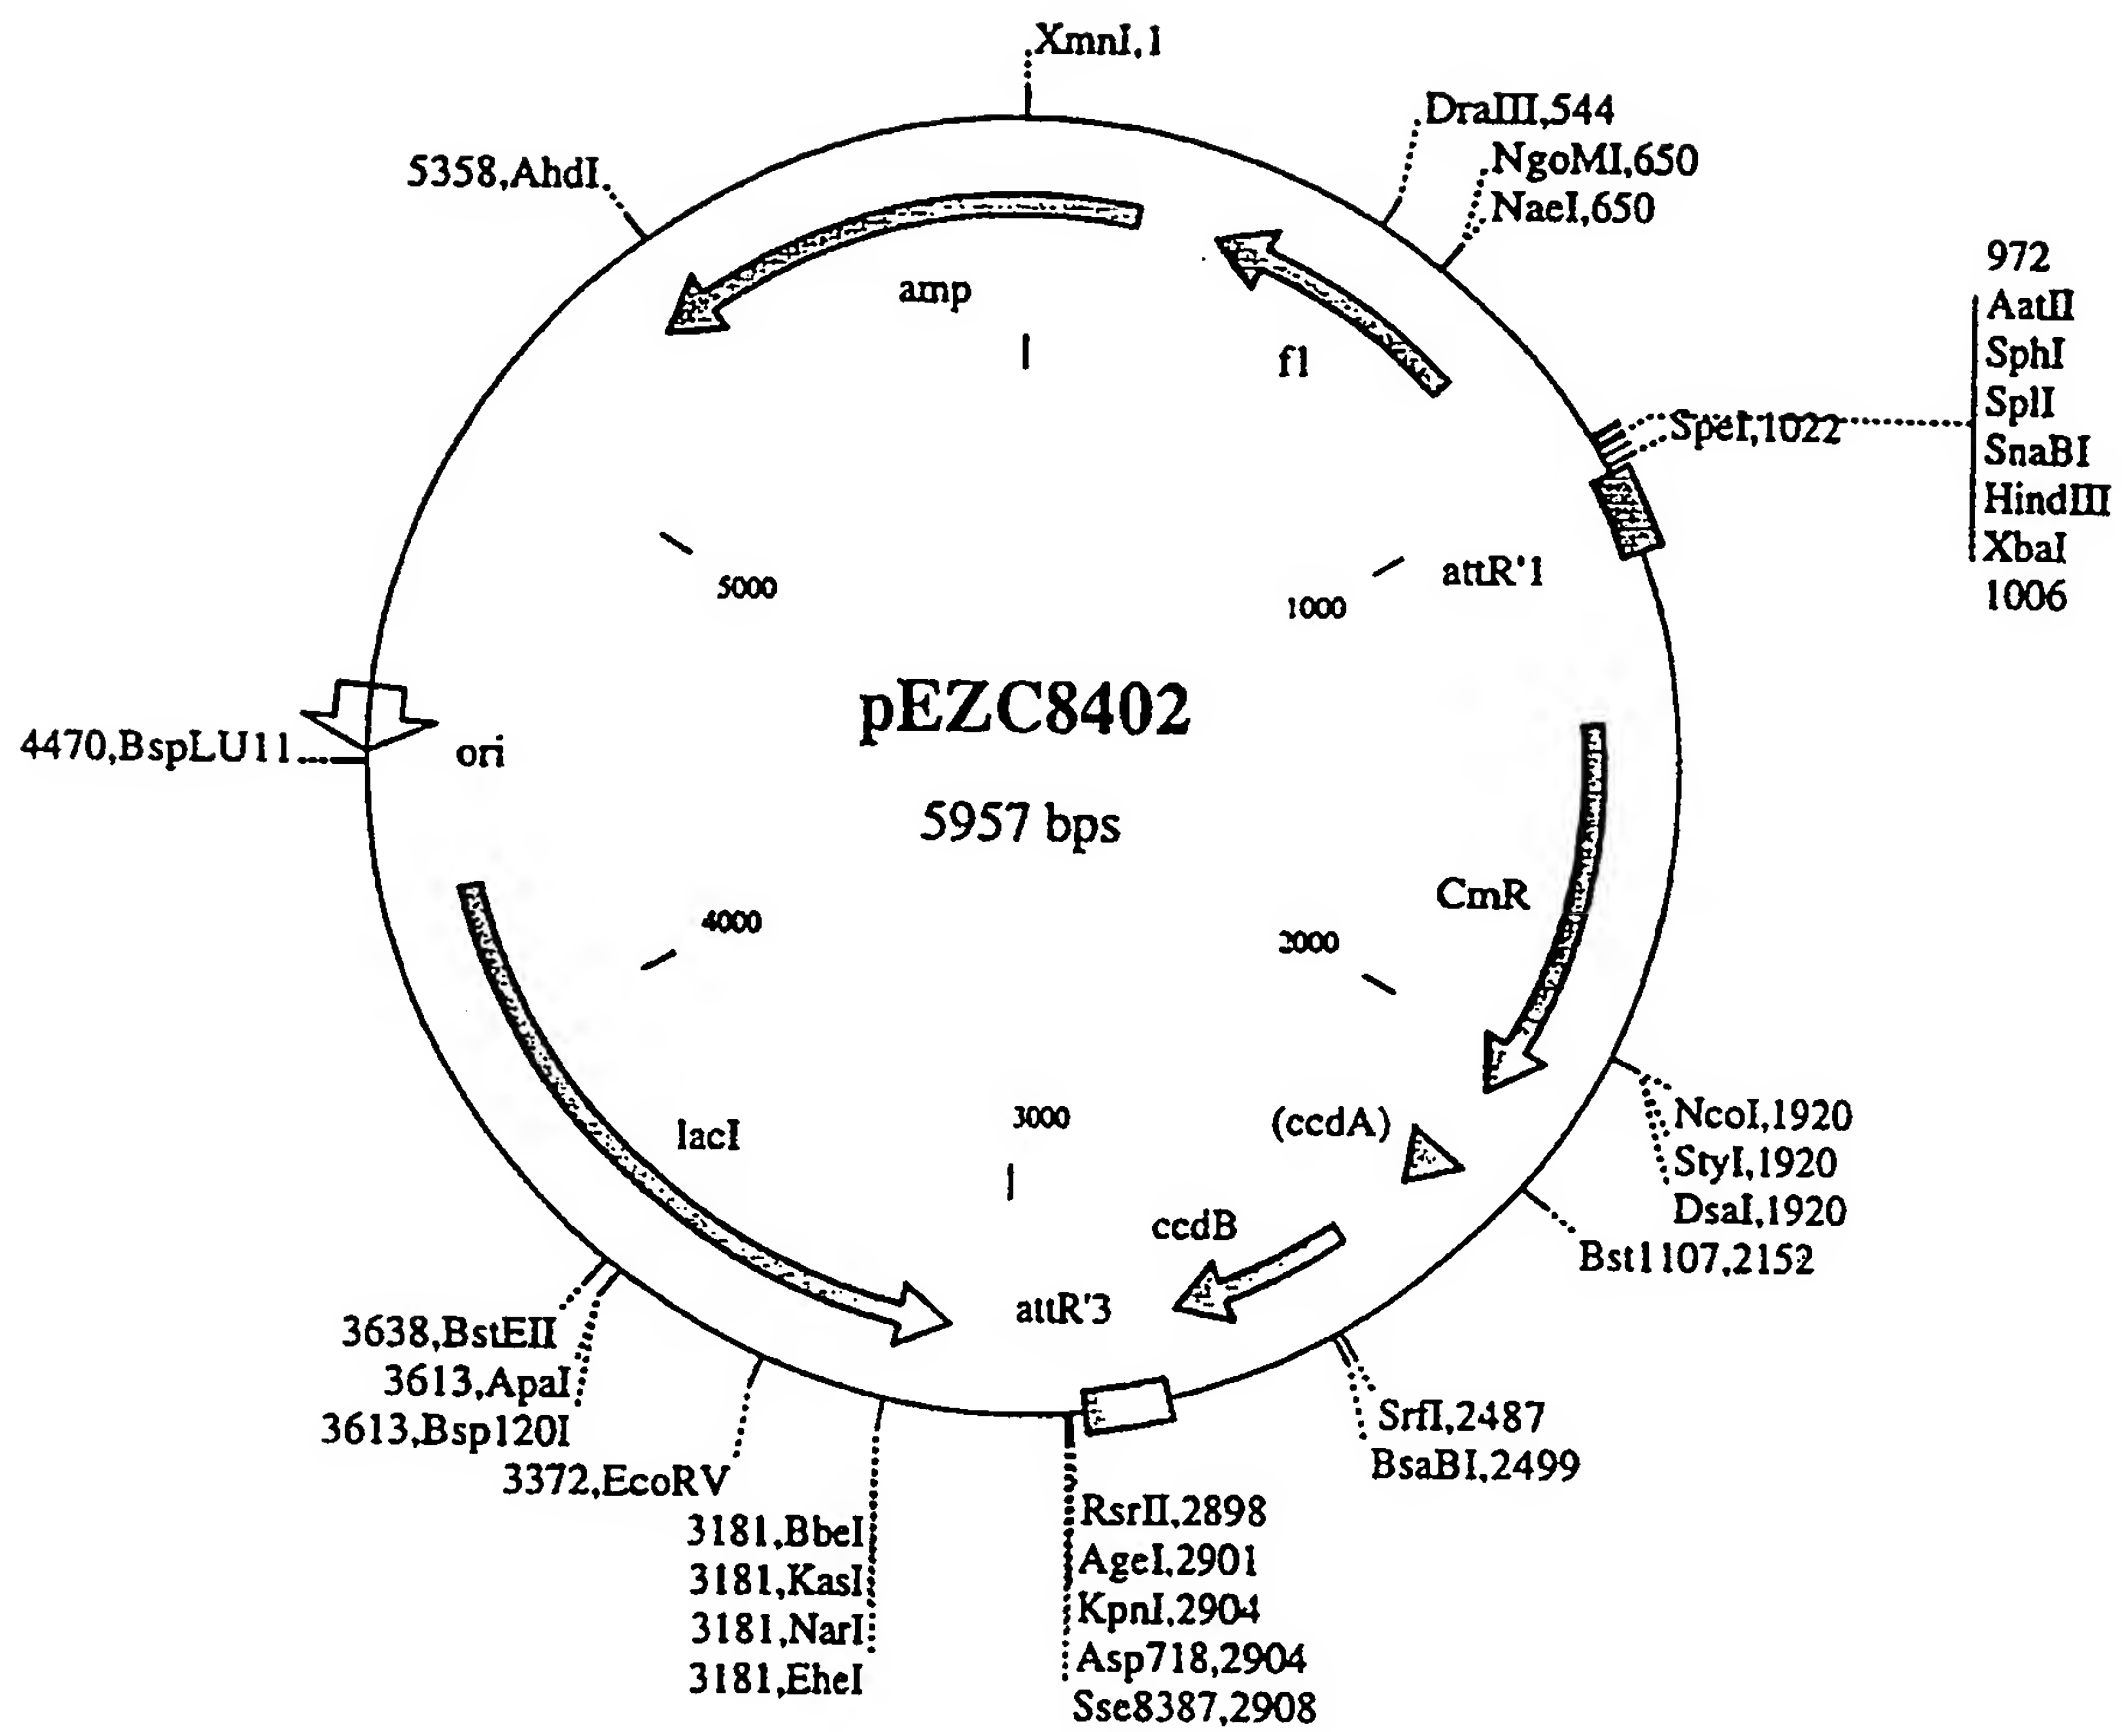 XmnI,1
DraIII,544
NgoMI,650
NaeI,650
5358,AhdI
972
AatII
SphI
SplI
SnaBI
HindIII
XbaI
1006
SpeI,1022
amp
f1
attR'1
5000
1000
pEZC8402
5957 bps
4470,BspLU11
ori
CmR
4000
2000
lacI
3000
(ccdA)
ccdB
attR'3
NcoI,1920
StyI,1920
DsaI,1920
Bst1107,2152
SrfI,2487
BsaBI,2499
3638,BstEII
3613,ApaI
3613,Bsp120I
3372,EcoRV
3181,BbeI
3181,KasI
3181,NarI
3181,EheI
RsrII,2898
AgeI,2901
KpnI,2904
Asp718,2904
Sse8387,2908